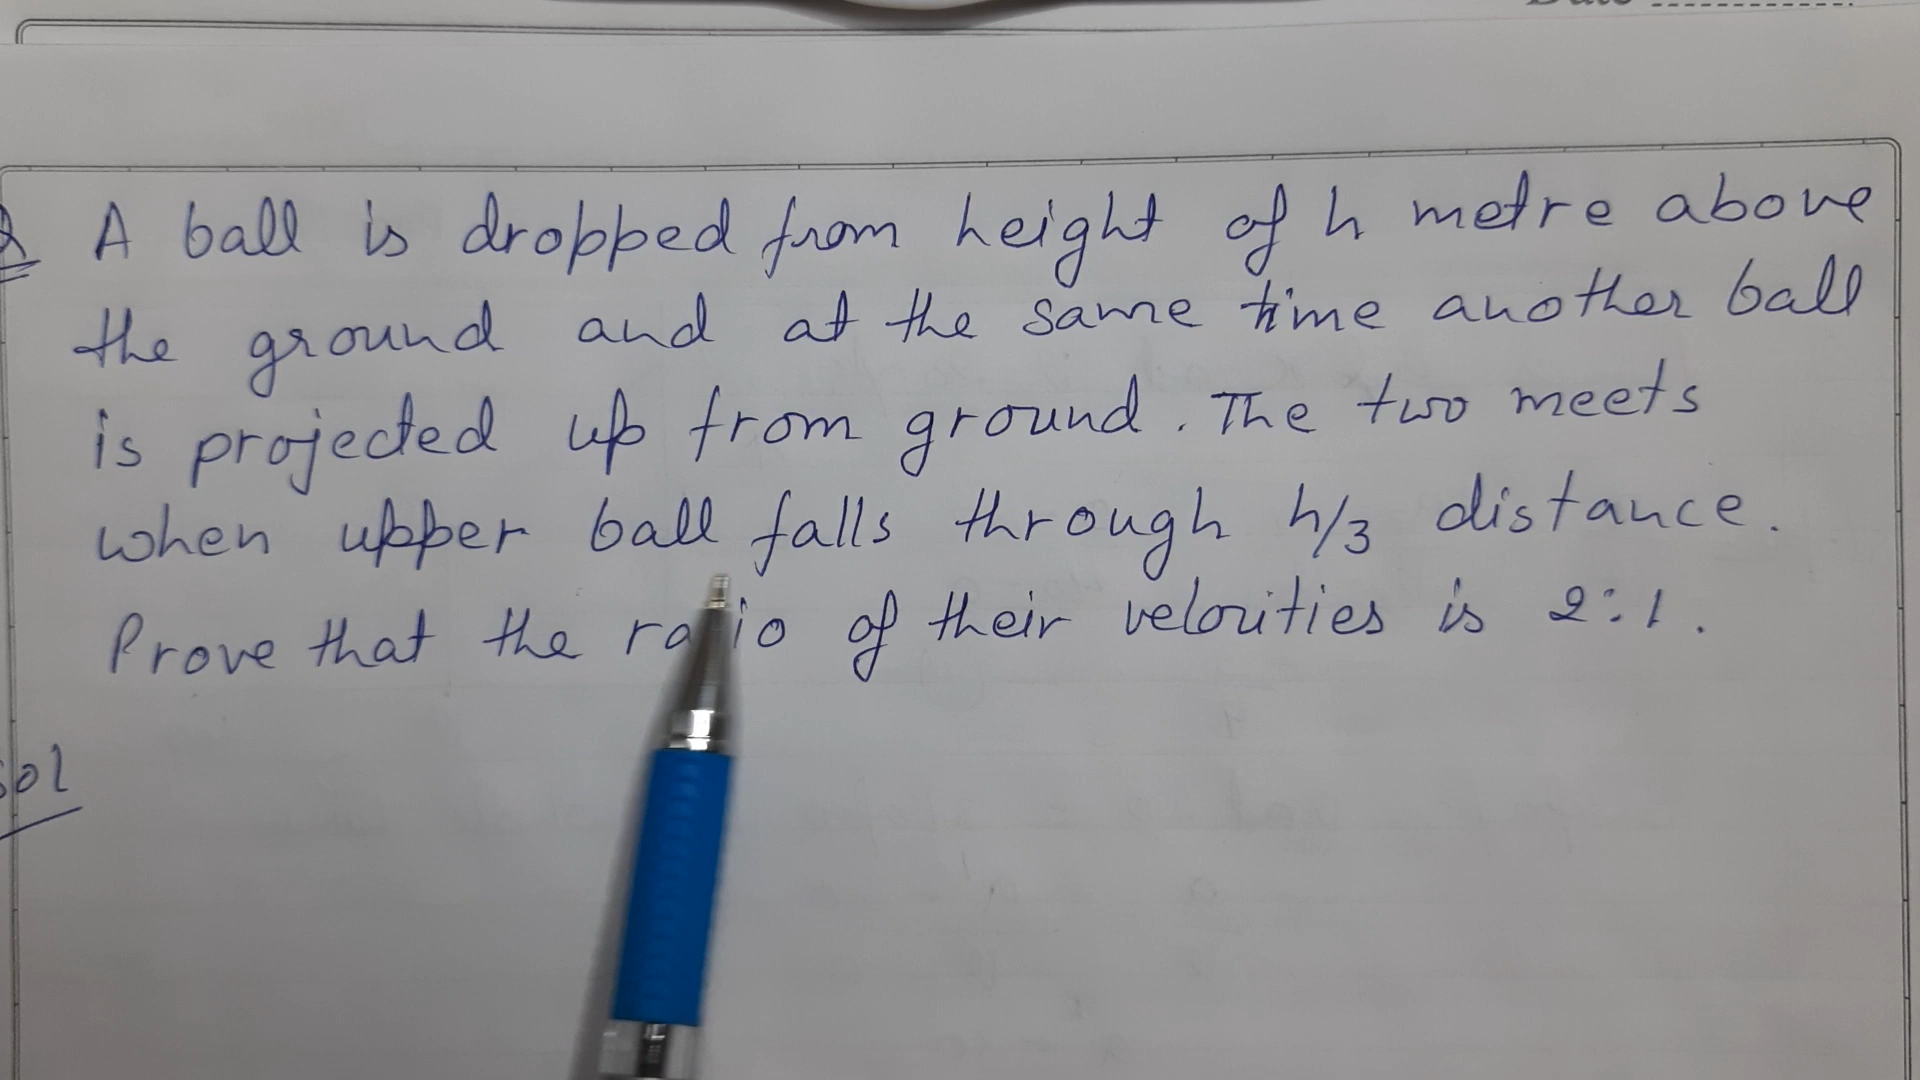 Q A ball is dropped from height of h metre above
the ground and at the same time another ball
is projected up from ground. The two meets
when upper ball falls through h/3 distance.
Prove that the ratio of their velocities is 2:1.
sol